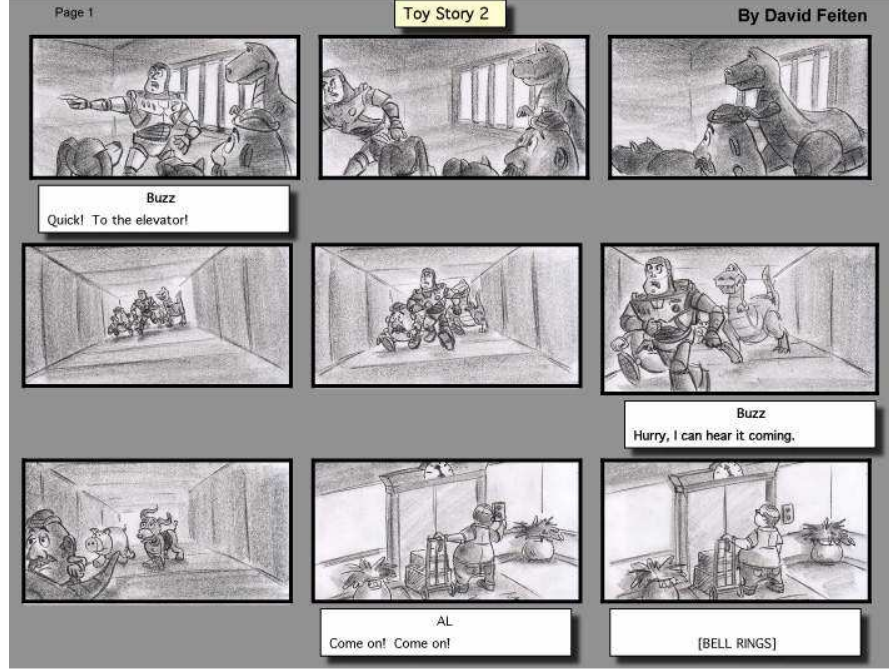 Page 1
Toy Story 2
By David Feiten
Buzz
Quick! To the elevator!
Buzz
Hurry, I can hear it coming.
AL
Come on! Come on!
[BELL RINGS]